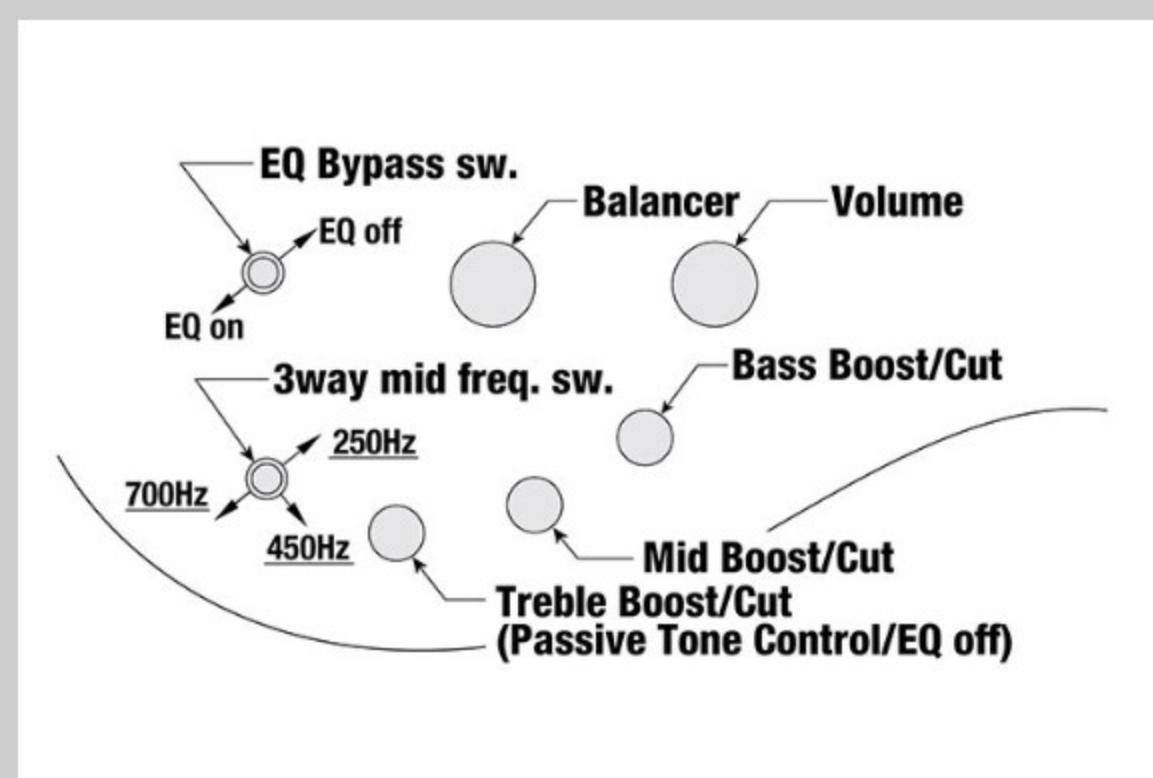 EQ Bypass sw.
Balancer
Volume
EQ off
EQ on
3way mid freq. sw.
Bass Boost/Cut
250Hz
700Hz
450Hz
Mid Boost/Cut
Treble Boost/Cut
(Passive Tone Control/EQ off)